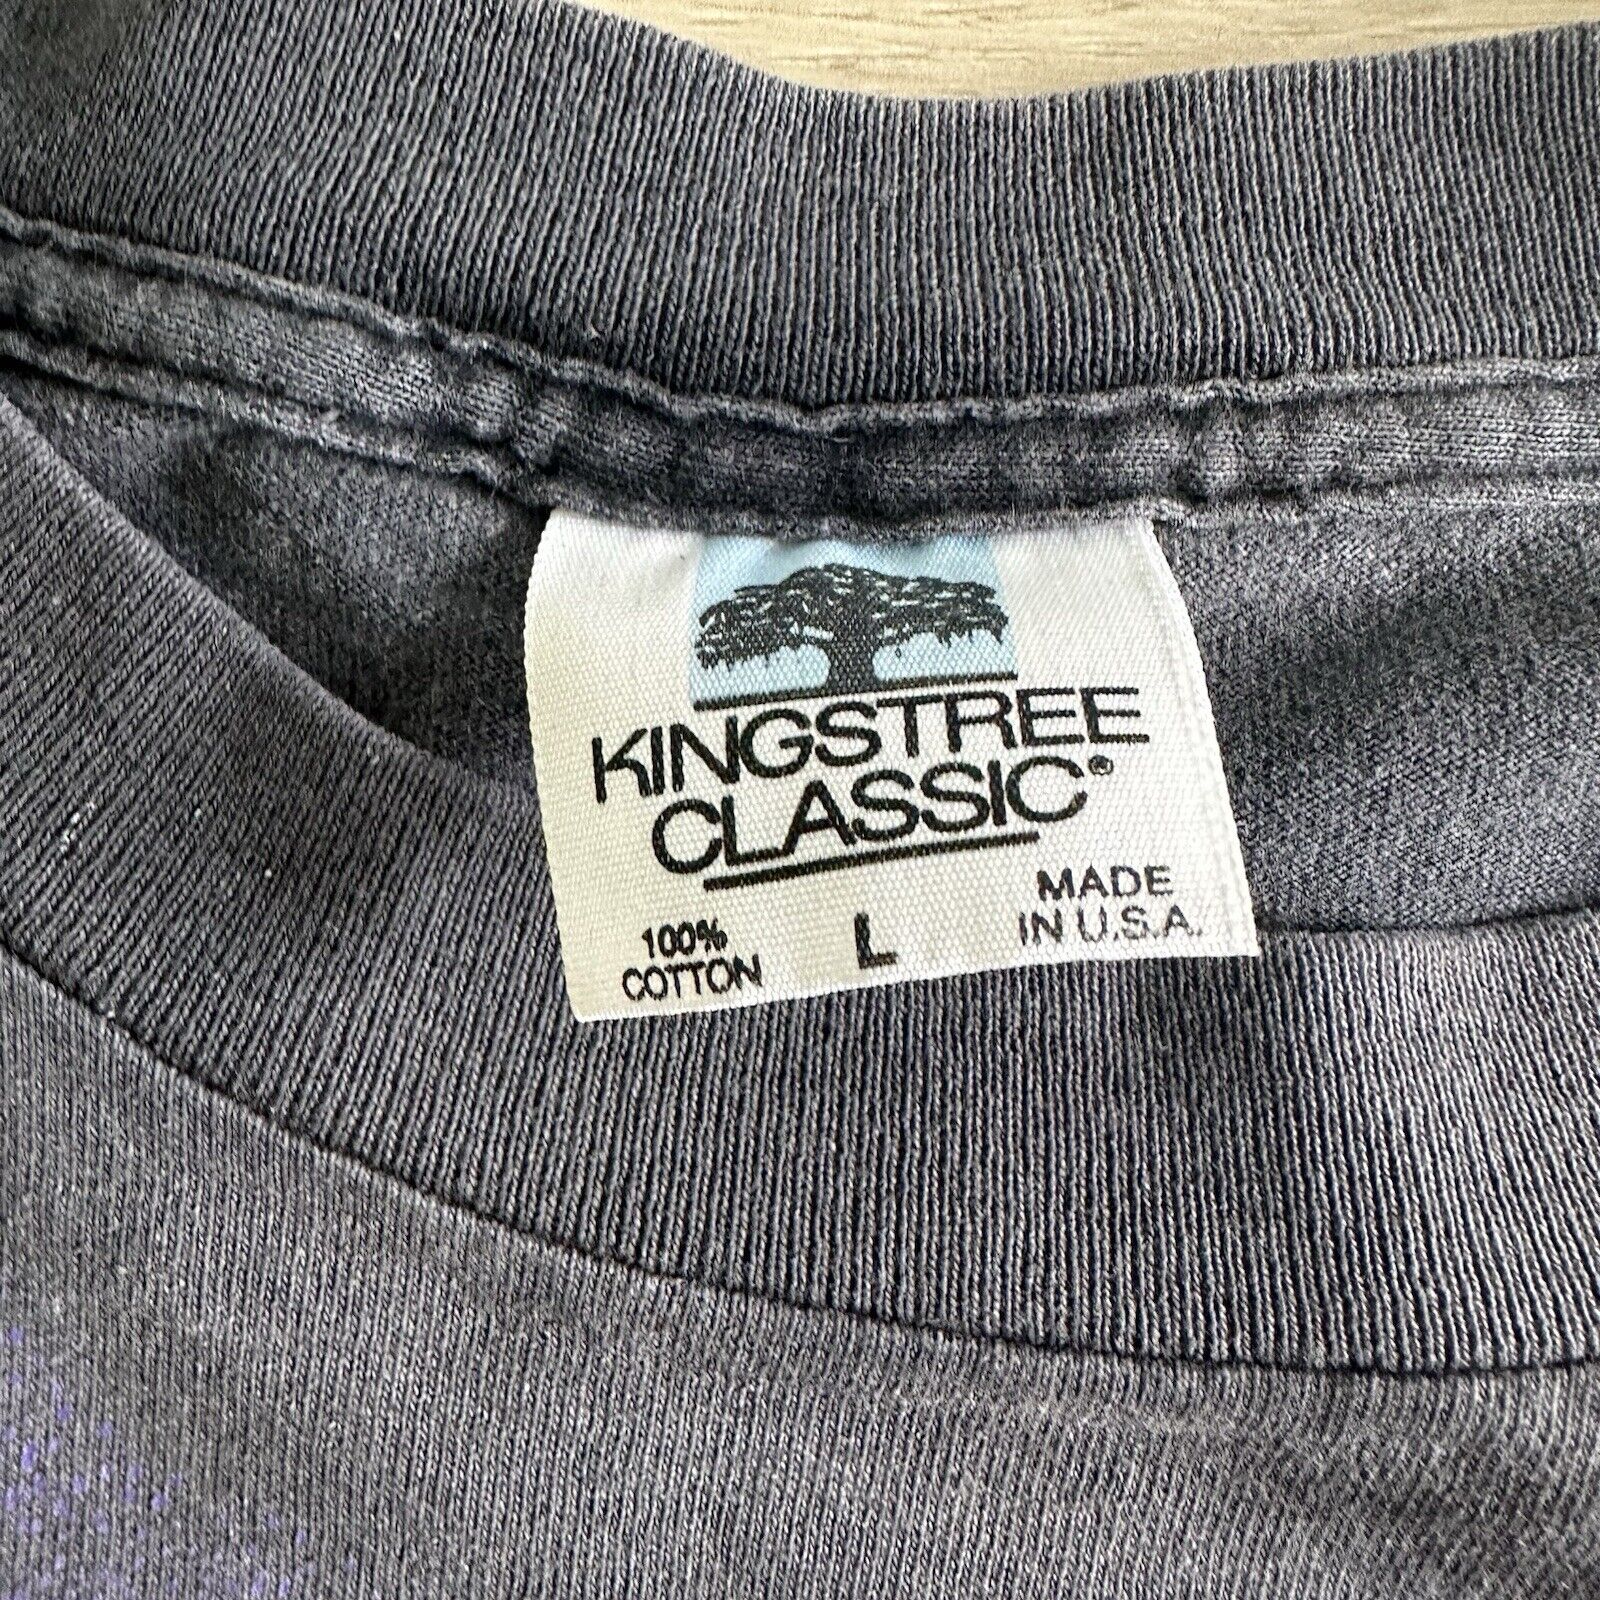 KINGSTREE
CLASSIC®
100%
COTTON
L
MADE
IN U.S.A.